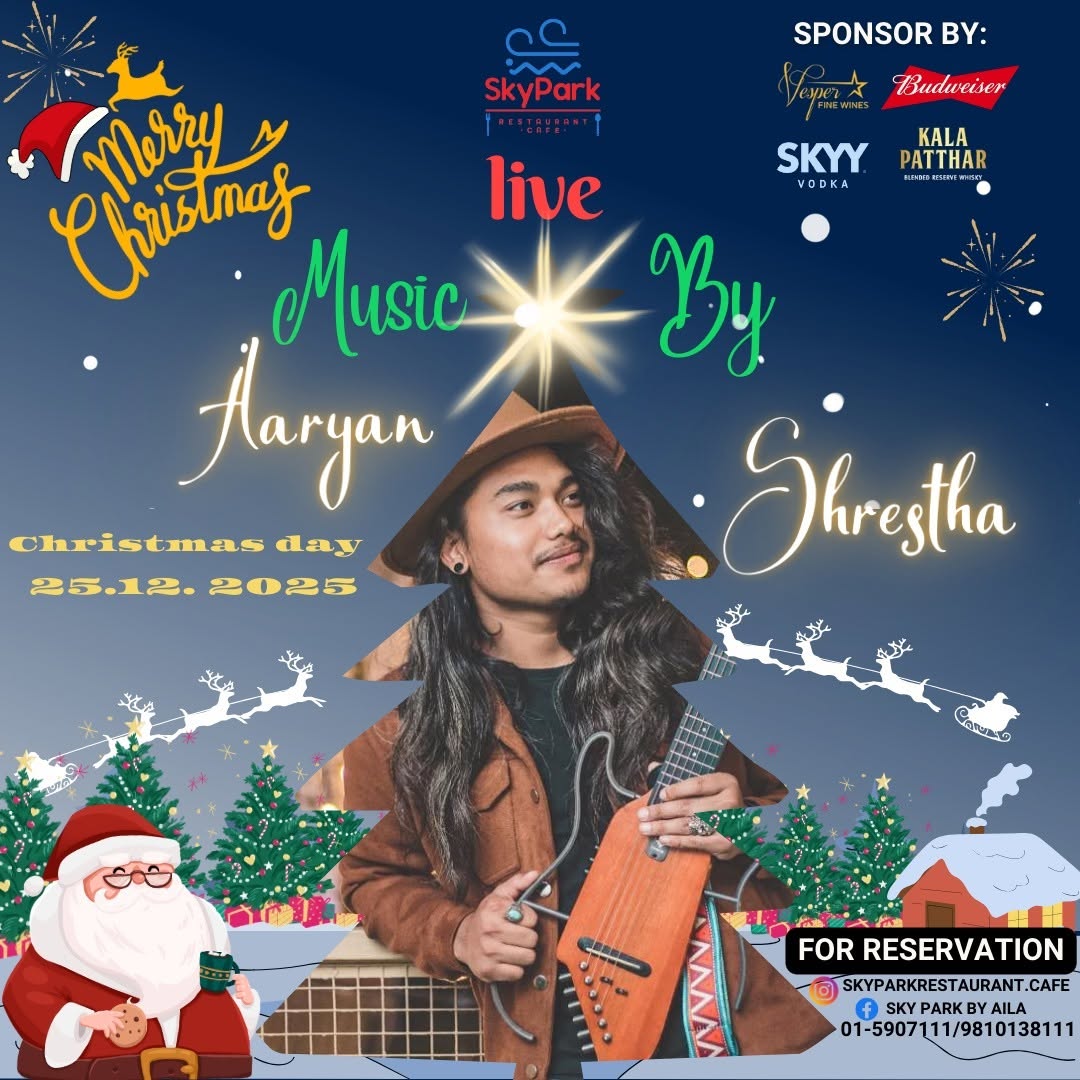 SPONSOR BY:
SkyPark
RESTAURANT
·CAFE·
Vesper
FINE WINES
Budweiser
SKYY
VODKA
KALA
PATTHAR
BLENDED RESERVE WHISKY
Merry
Christmas
live
Music By
Aaryan Shrestha
Christmas day
25.12. 2025
FOR RESERVATION
SKYPARKRESTAURANT.CAFE
SKY PARK BY AILA
01-5907111/9810138111